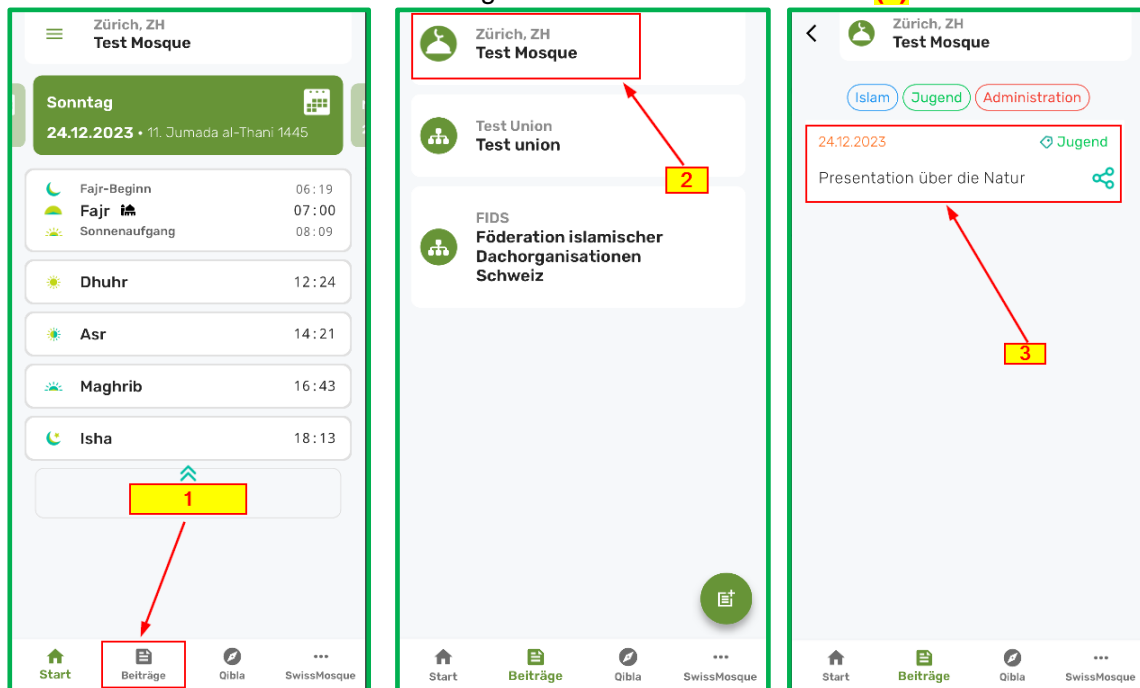 Zürich, ZH
Test Mosque
Sonntag
24.12.2023 • 11. Jumada al-Thani 1445
Fajr-Beginn 06:19
Fajr 07:00
Sonnenaufgang 08:09
Dhuhr 12:24
Asr 14:21
Maghrib 16:43
Isha 18:13
1
Start Beiträge Qibla SwissMosque
Zürich, ZH
Test Mosque
Test Union
Test union
2
FIDS
Föderation islamischer
Dachorganisationen
Schweiz
Start Beiträge Qibla SwissMosque
Zürich, ZH
Test Mosque
Islam Jugend Administration
24.12.2023 Jugend
Presentation über die Natur
3
Start Beiträge Qibla SwissMosque